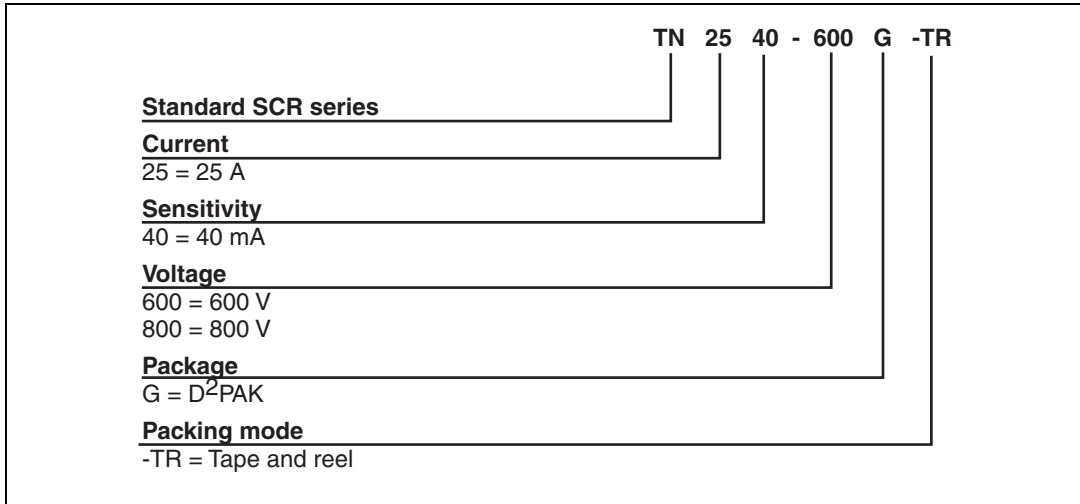 TN 25 40 - 600 G -TR
Standard SCR series
Current
25 = 25 A
Sensitivity
40 = 40 mA
Voltage
600 = 600 V
800 = 800 V
Package
G = D²PAK
Packing mode
-TR = Tape and reel